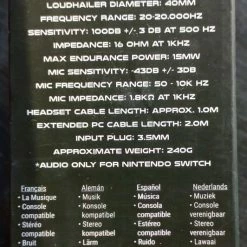 LOUDHAILER DIAMETER: 40MM
FREQUENCY RANGE: 20-20.000HZ
SENSITIVITY: 100DB +/- 3 DB AT 500 HZ
IMPEDANCE: 16 OHM AT 1KHZ
MAX ENDURANCE POWER: 15MW
MIC SENSITIVITY: -43DB +/- 3DB
MIC FREQUENCY RANGE: 50 - 10K HZ
MIC IMPEDANCE: 1.8KΩ AT 1KHZ
HEADSET CABLE LENGTH: APPROX. 1.0M
EXTENDED PC CABLE LENGTH: 2.0M
INPUT PLUG: 3.5MM
APPROXIMATE WEIGHT: 240G
*AUDIO ONLY FOR NINTENDO SWITCH
Français Alemán Español Nederlands
• La Musique • Musik • Música • Muziek
• Console • Konsole • Consola • Console
compatible kompatibel compatible verenigbaar
• Stereo • Stereo • Estéreo • Stereo
compatible kompatibel compatible verenigbaar
• Bruit • Lärm • Ruido • Lawaai